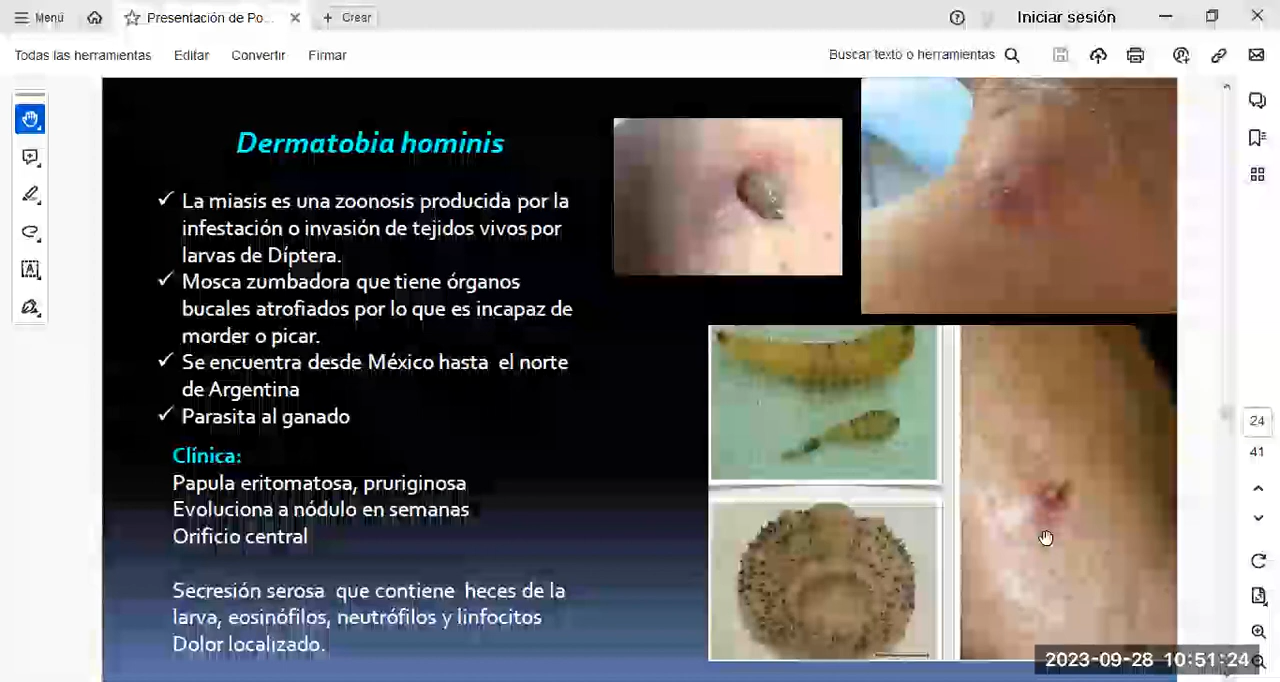 Menú
Presentación de Po...
Crear
Iniciar sesión
Todas las herramientas
Editar
Convertir
Firmar
Buscar texto o herramientas
Dermatobia hominis
La miasis es una zoonosis producida por la
infestación o invasión de tejidos vivos por
larvas de Díptera.
Mosca zumbadora que tiene órganos
bucales atrofiados por lo que es incapaz de
morder o picar.
Se encuentra desde México hasta el norte
de Argentina
Parasita al ganado
Clínica:
Papula eritomatosa, pruriginosa
Evoluciona a nódulo en semanas
Orificio central
Secresión serosa que contiene heces de la
larva, eosinófilos, neutrófilos y linfocitos
Dolor localizado.
24
41
2023-09-28 10:51:24